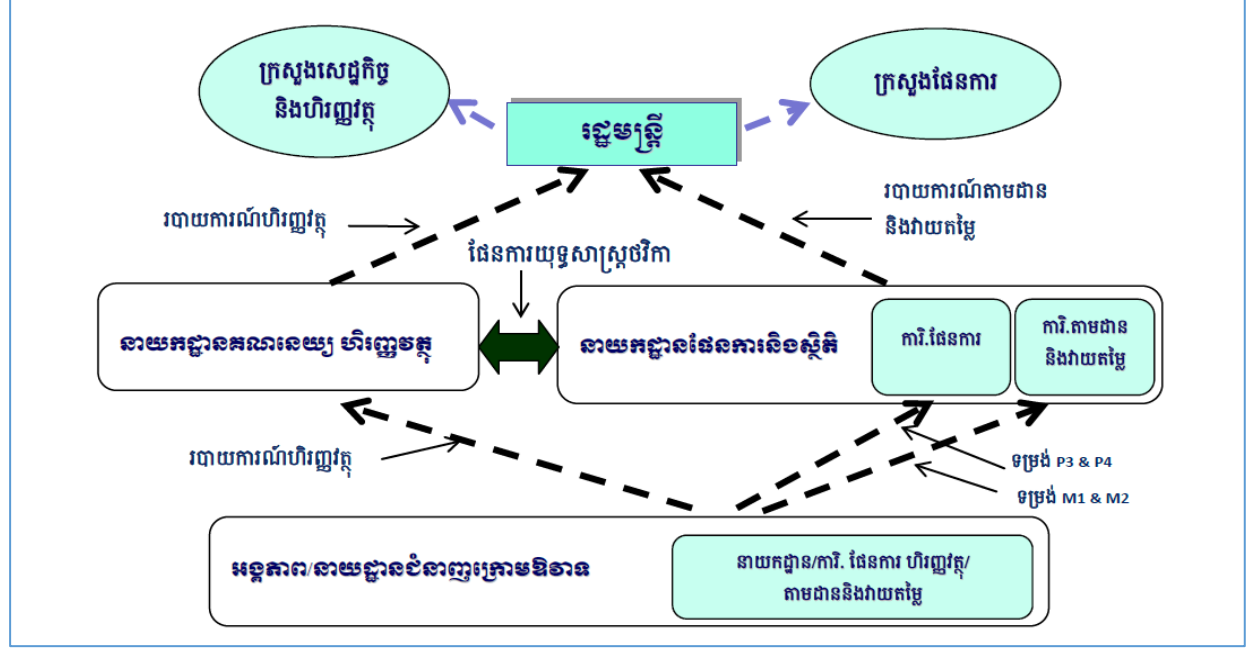 ក្រសួងសេដ្ឋកិច្ច
និងហិរញ្ញវត្ថុ
ក្រសួងផែនការ
រដ្ឋមន្ត្រី
របាយការណ៍ហិរញ្ញវត្ថុ
របាយការណ៍តាមដាន
និងវាយតម្លៃ
ផែនការយុទ្ធសាស្ត្រថវិកា
នាយកដ្ឋានគណនេយ្យ ហិរញ្ញវត្ថុ
នាយកដ្ឋានផែនការនិងស្ថិតិ
ការិ.ផែនការ
ការិ.តាមដាន
និងវាយតម្លៃ
របាយការណ៍ហិរញ្ញវត្ថុ
ទម្រង់ P3 & P4
ទម្រង់ M1 & M2
អង្គភាព/នាយដ្ឋានជំនាញក្រោមឱវាទ
នាយកដ្ឋាន/ការិ. ផែនការ ហិរញ្ញវត្ថុ/
តាមដាននិងវាយតម្លៃ